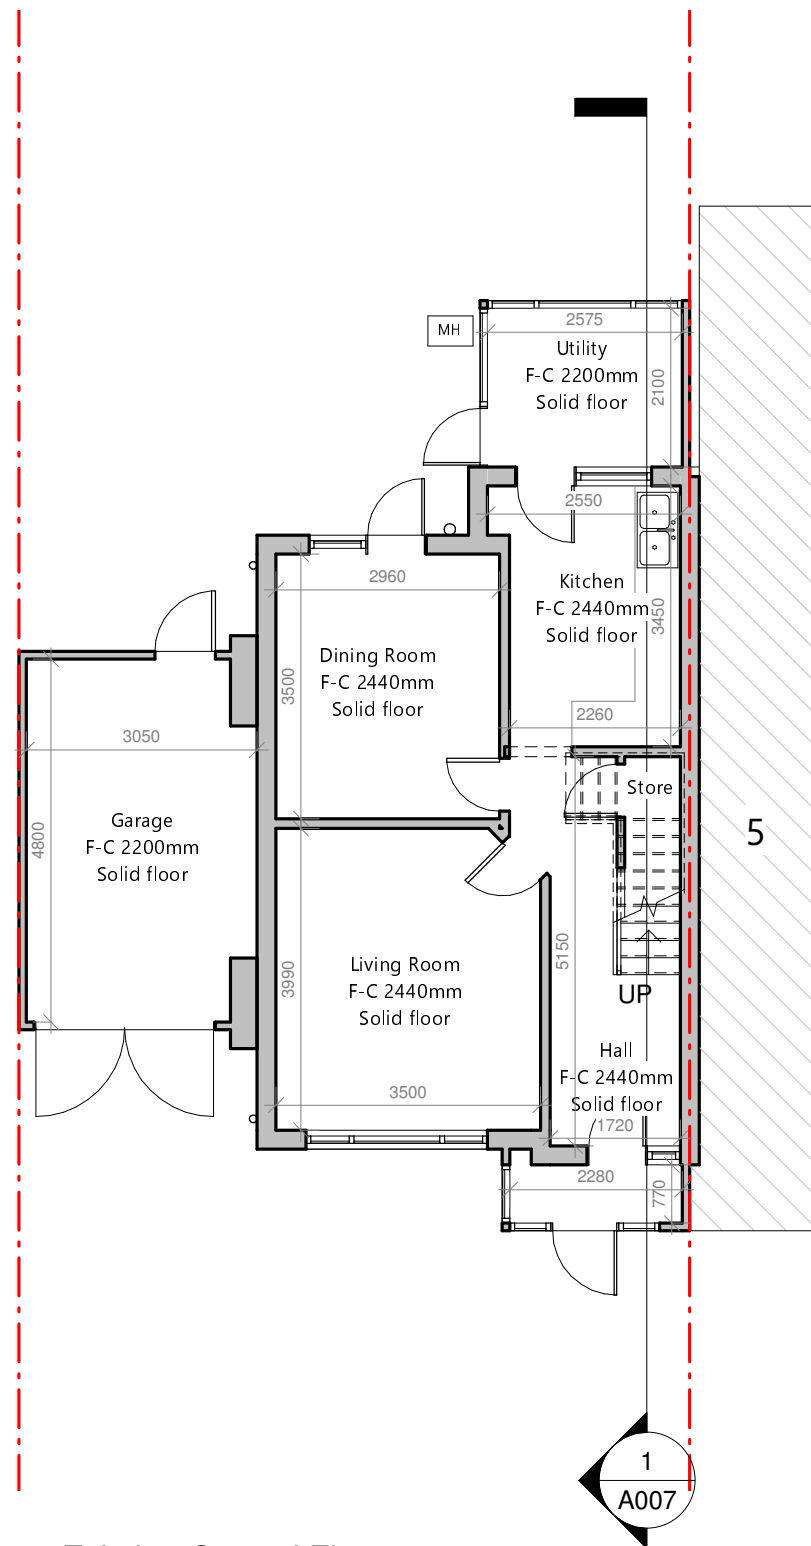 2575
MH
Utility
F-C 2200mm
Solid floor
2100
2550
Kitchen
F-C 2440mm
Solid floor
3450
2260
2960
Dining Room
F-C 2440mm
Solid floor
3500
3050
Garage
F-C 2200mm
Solid floor
4800
Store
5
Living Room
F-C 2440mm
Solid floor
3990
3500
5150
UP
Hall
F-C 2440mm
Solid floor
1720
2280
770
1
A007